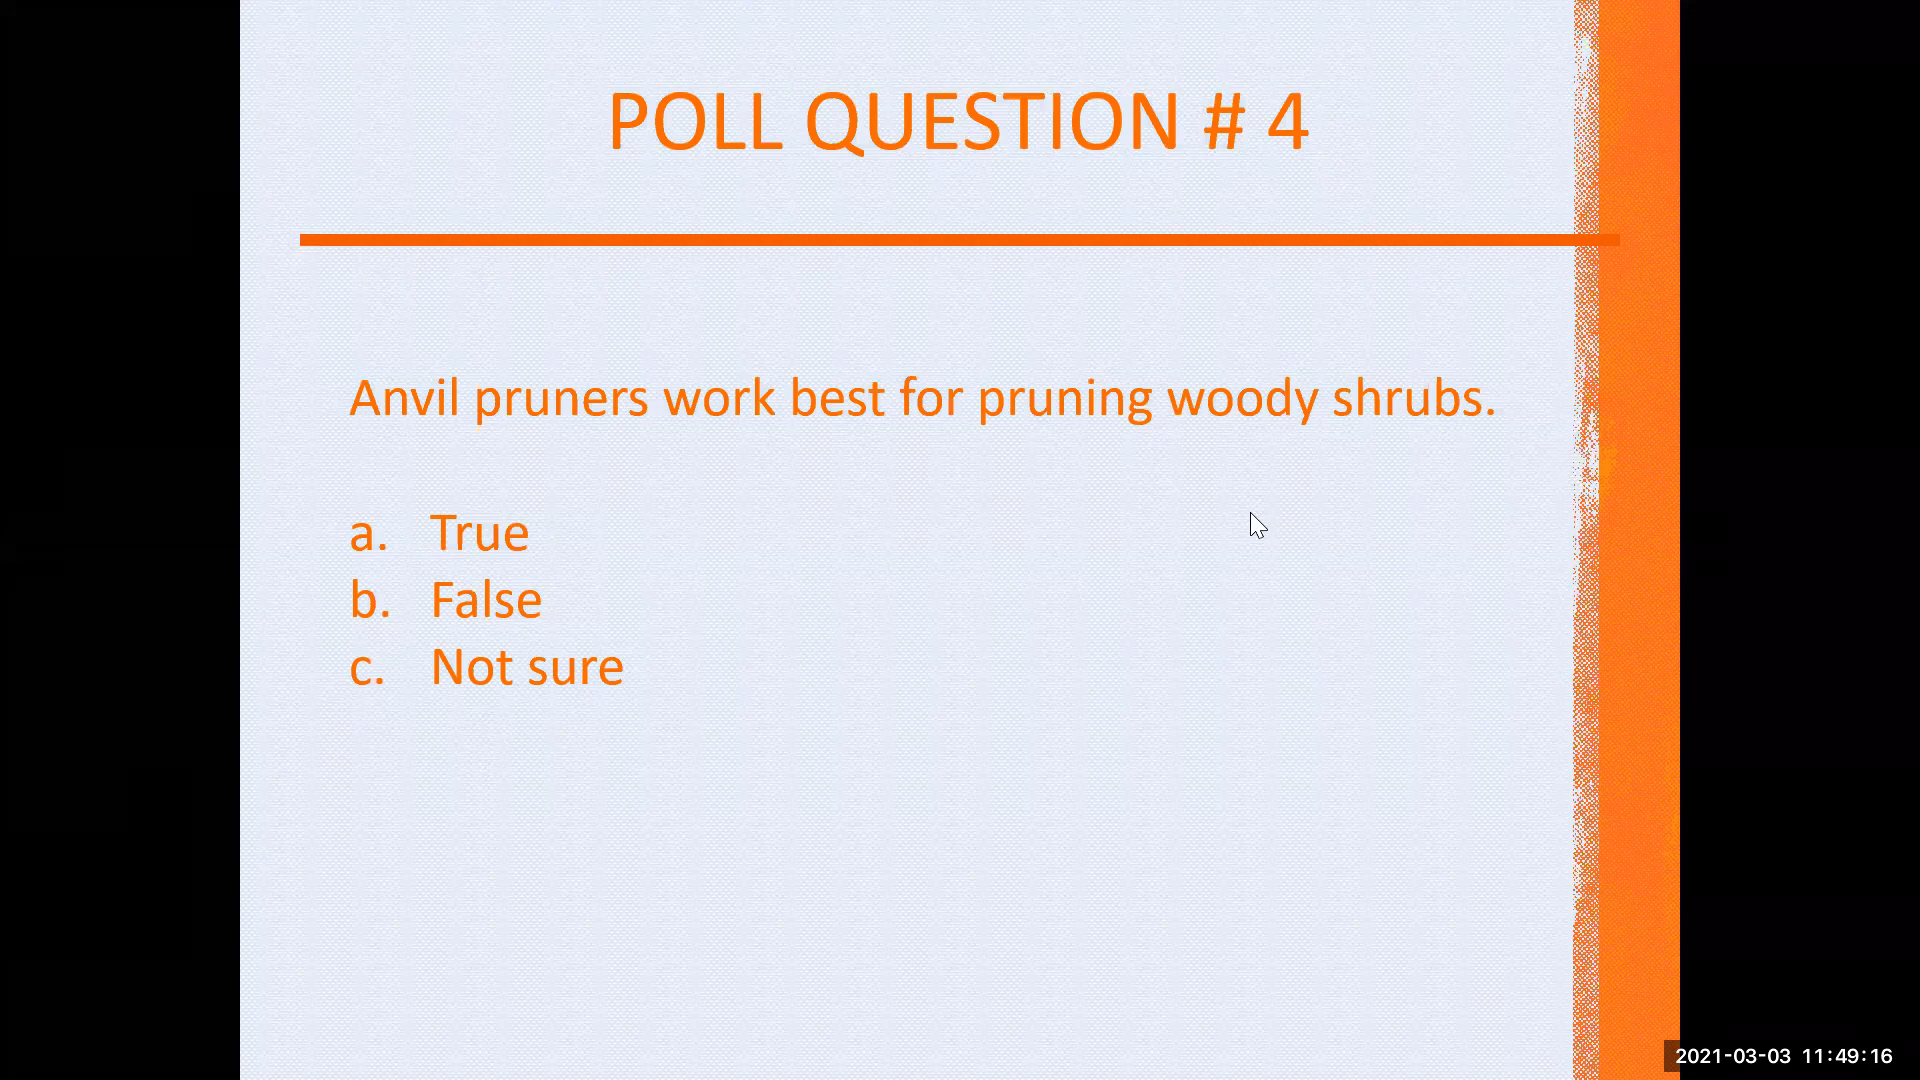 POLL QUESTION # 4
Anvil pruners work best for pruning woody shrubs.
a. True
b. False
c. Not sure
2021-03-03 11:49:16